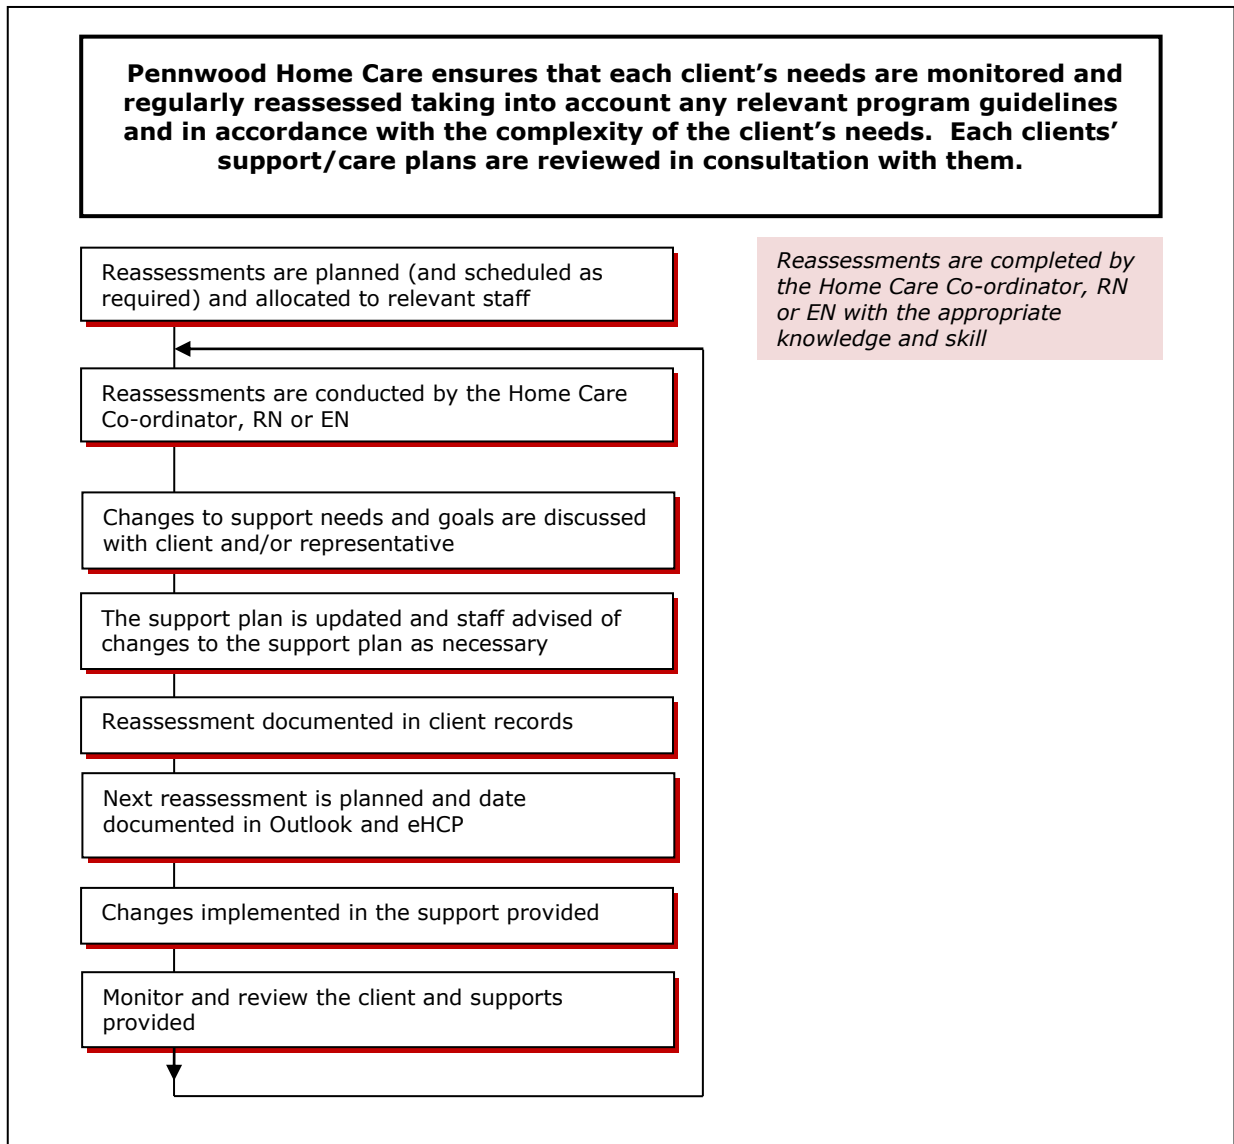 Pennwood Home Care ensures that each client’s needs are monitored and
regularly reassessed taking into account any relevant program guidelines
and in accordance with the complexity of the client’s needs.  Each clients’
support/care plans are reviewed in consultation with them.
Reassessments are planned (and scheduled as
required) and allocated to relevant staff
Reassessments are completed by
the Home Care Co-ordinator, RN
or EN with the appropriate
knowledge and skill
Reassessments are conducted by the Home Care
Co-ordinator, RN or EN
Changes to support needs and goals are discussed
with client and/or representative
The support plan is updated and staff advised of
changes to the support plan as necessary
Reassessment documented in client records
Next reassessment is planned and date
documented in Outlook and eHCP
Changes implemented in the support provided
Monitor and review the client and supports
provided